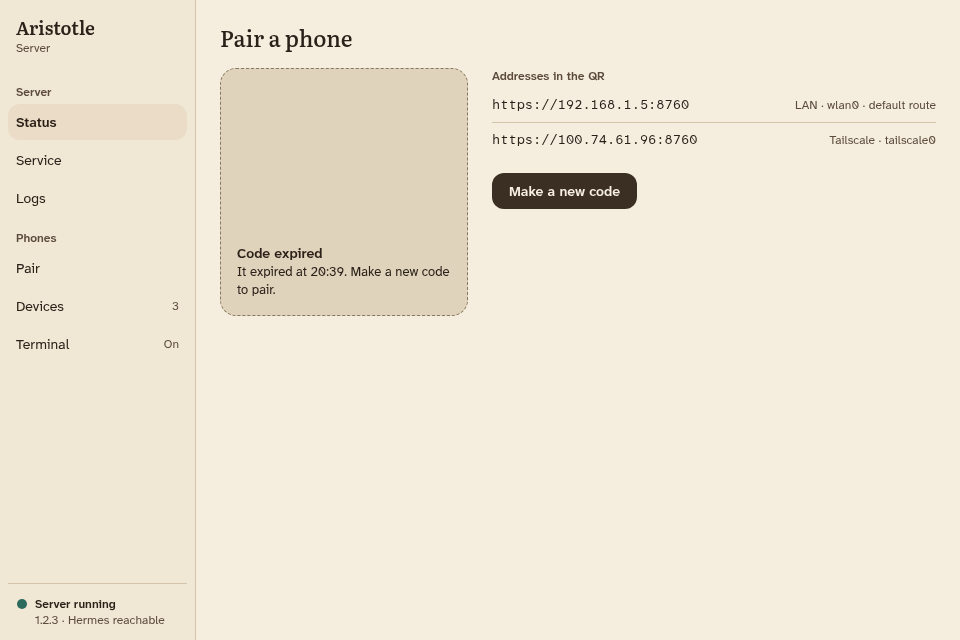 Aristotle
Server
Server
Status
Service
Logs
Phones
Pair
Devices 3
Terminal On
Server running
1.2.3 · Hermes reachable
Pair a phone
Code expired
It expired at 20:39. Make a new code
to pair.
Addresses in the QR
https://192.168.1.5:8760 LAN · wlan0 · default route
https://100.74.61.96:8760 Tailscale · tailscale0
Make a new code